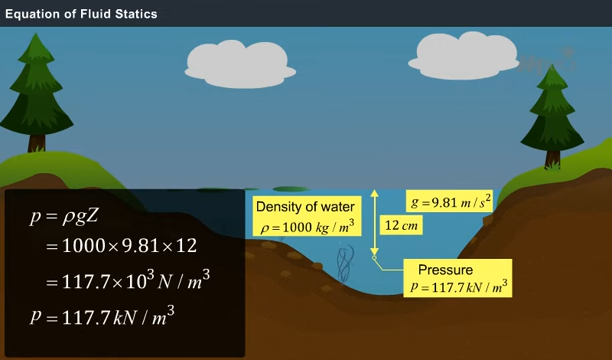 Equation of Fluid Statics
p = ρgZ
= 1000 × 9.81 × 12
= 117.7 × 10³ N / m³
p = 117.7 kN / m³
Density of water
ρ = 1000 kg / m³
g = 9.81 m / s²
12 cm
Pressure
p = 117.7 kN / m³